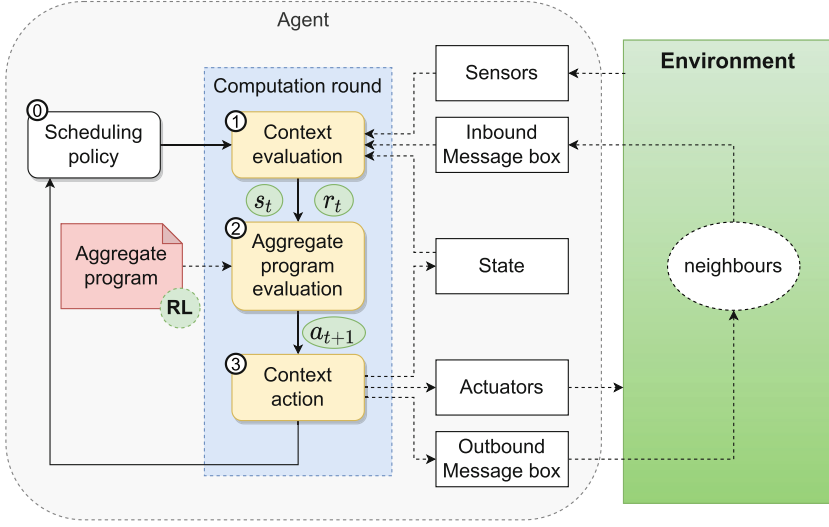 Agent
Environment
Computation round
Sensors
0
Scheduling
policy
1
Context
evaluation
Inbound
Message box
s_t
r_t
2
Aggregate
program
evaluation
Aggregate
program
RL
State
neighbours
a_{t+1}
3
Context
action
Actuators
Outbound
Message box